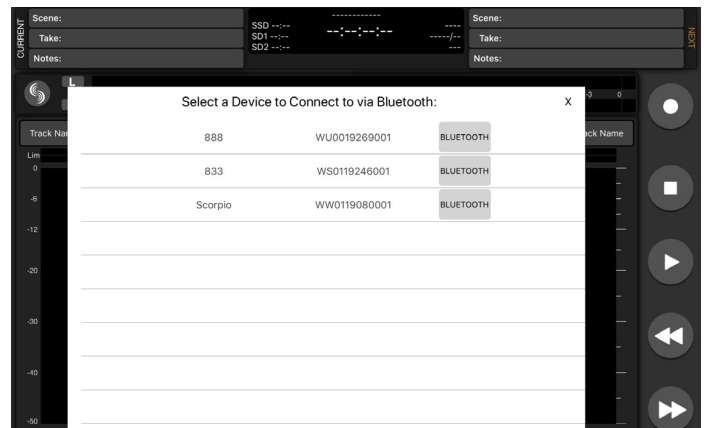 CURRENT
Scene:
Take:
Notes:
SSD --:--
SD1 --:--
SD2 --:--
------------
--:--:--:--
----
-----/--
---
Scene:
Take:
Notes:
NEXT
L
-3 0
Select a Device to Connect to via Bluetooth: X
888 WU0019269001 BLUETOOTH
833 WS0119246001 BLUETOOTH
Scorpio WW0119080001 BLUETOOTH
Track Nar
ack Name
Lim
0
-6
-12
-20
-30
-40
-50